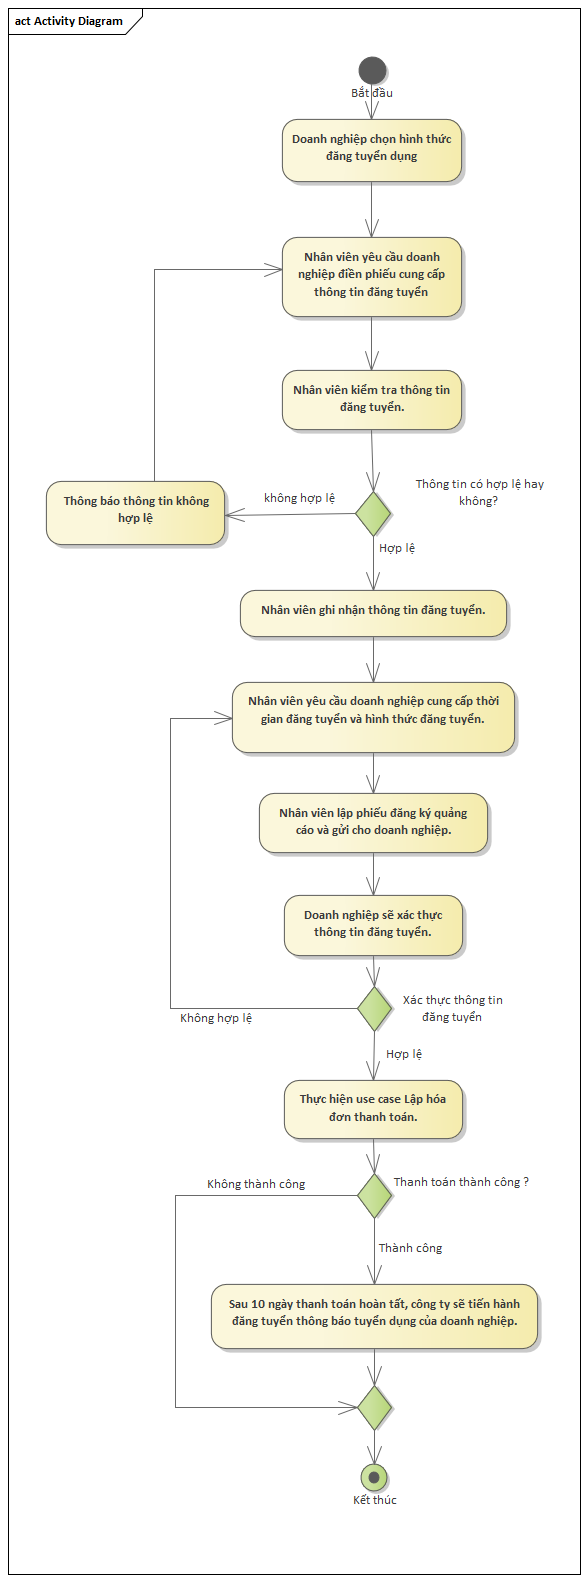 act Activity Diagram
Bắt đầu
Doanh nghiệp chọn hình thức
đăng tuyển dụng
Nhân viên yêu cầu doanh
nghiệp điền phiếu cung cấp
thông tin đăng tuyển
Nhân viên kiểm tra thông tin
đăng tuyển.
Thông tin có hợp lệ hay
không?
không hợp lệ
Thông báo thông tin không
hợp lệ
Hợp lệ
Nhân viên ghi nhận thông tin đăng tuyển.
Nhân viên yêu cầu doanh nghiệp cung cấp thời
gian đăng tuyển và hình thức đăng tuyển.
Nhân viên lập phiếu đăng ký quảng
cáo và gửi cho doanh nghiệp.
Doanh nghiệp sẽ xác thực
thông tin đăng tuyển.
Xác thực thông tin
đăng tuyển
Không hợp lệ
Hợp lệ
Thực hiện use case Lập hóa
đơn thanh toán.
Thanh toán thành công ?
Không thành công
Thành công
Sau 10 ngày thanh toán hoàn tất, công ty sẽ tiến hành
đăng tuyển thông báo tuyển dụng của doanh nghiệp.
Kết thúc